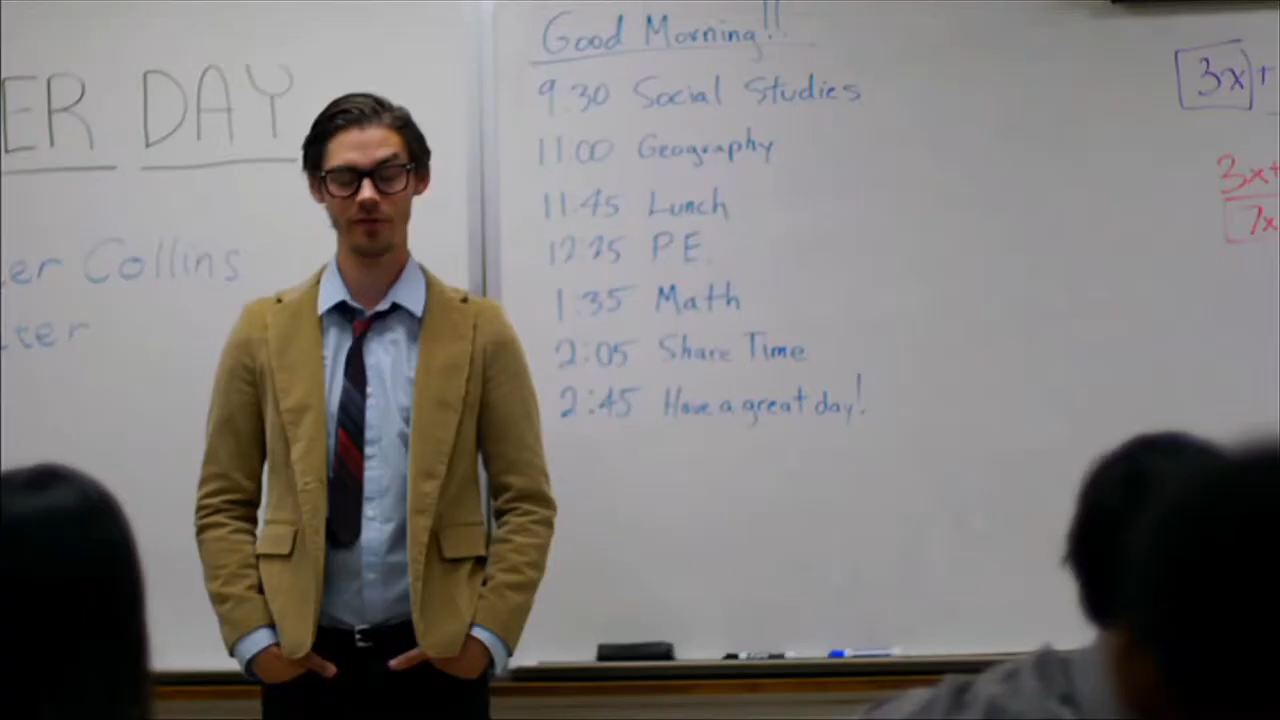 ER DAY
er Collins
ter
Good Morning!!
9:30 Social Studies
11:00 Geography
11:45 Lunch
12:25 P.E.
1:35 Math
2:05 Share Time
2:45 Have a great day!
3x+
3x+
7x